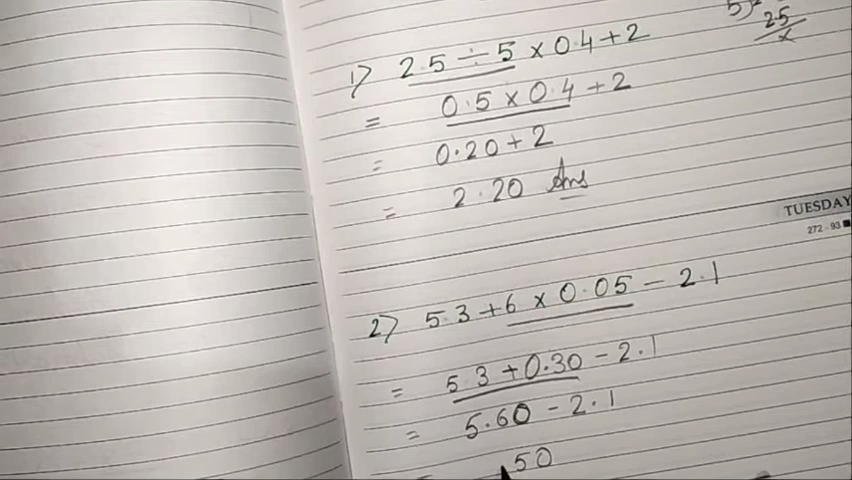 5)
25
x
1) 2.5 ÷ 5 × 0.4 + 2
= 0.5 × 0.4 + 2
= 0.20 + 2
= 2.20 Ans
TUESDAY
272 - 93
2) 5.3 + 6 × 0.05 - 2.1
= 5.3 + 0.30 - 2.1
= 5.60 - 2.1
50